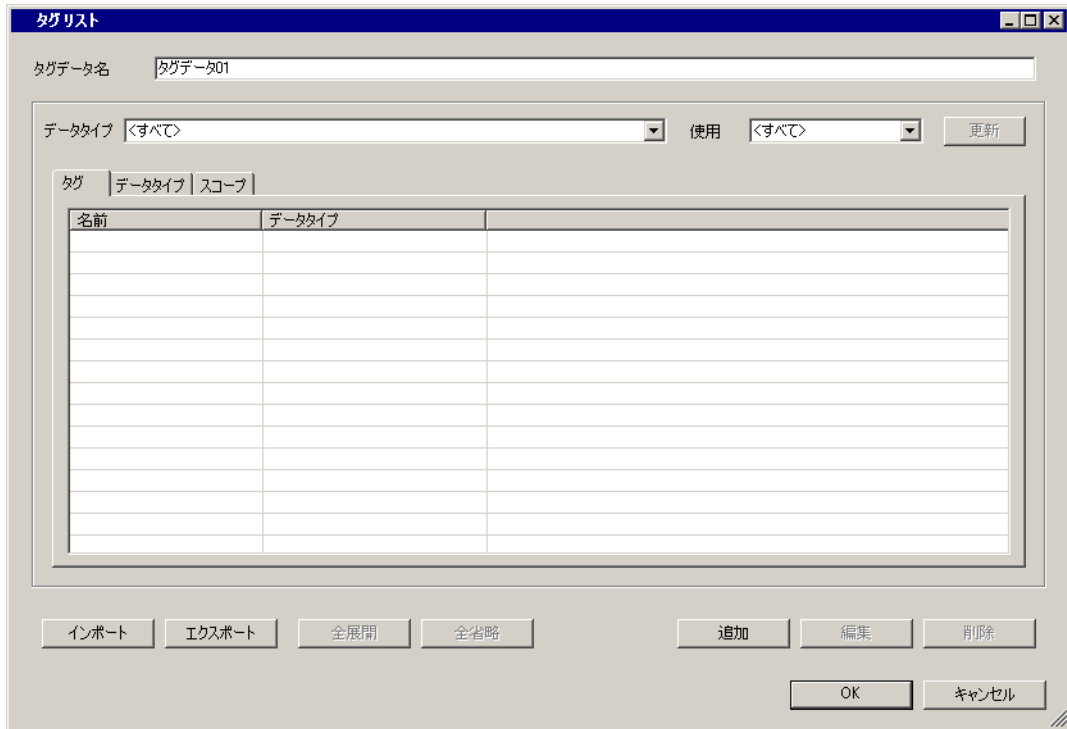 タグ リスト
タグデータ名 タグデータ01
データタイプ <すべて> 使用 <すべて> 更新
タグ データタイプ スコープ
名前 データタイプ
インポート エクスポート 全展開 全省略 追加 編集 削除
OK キャンセル